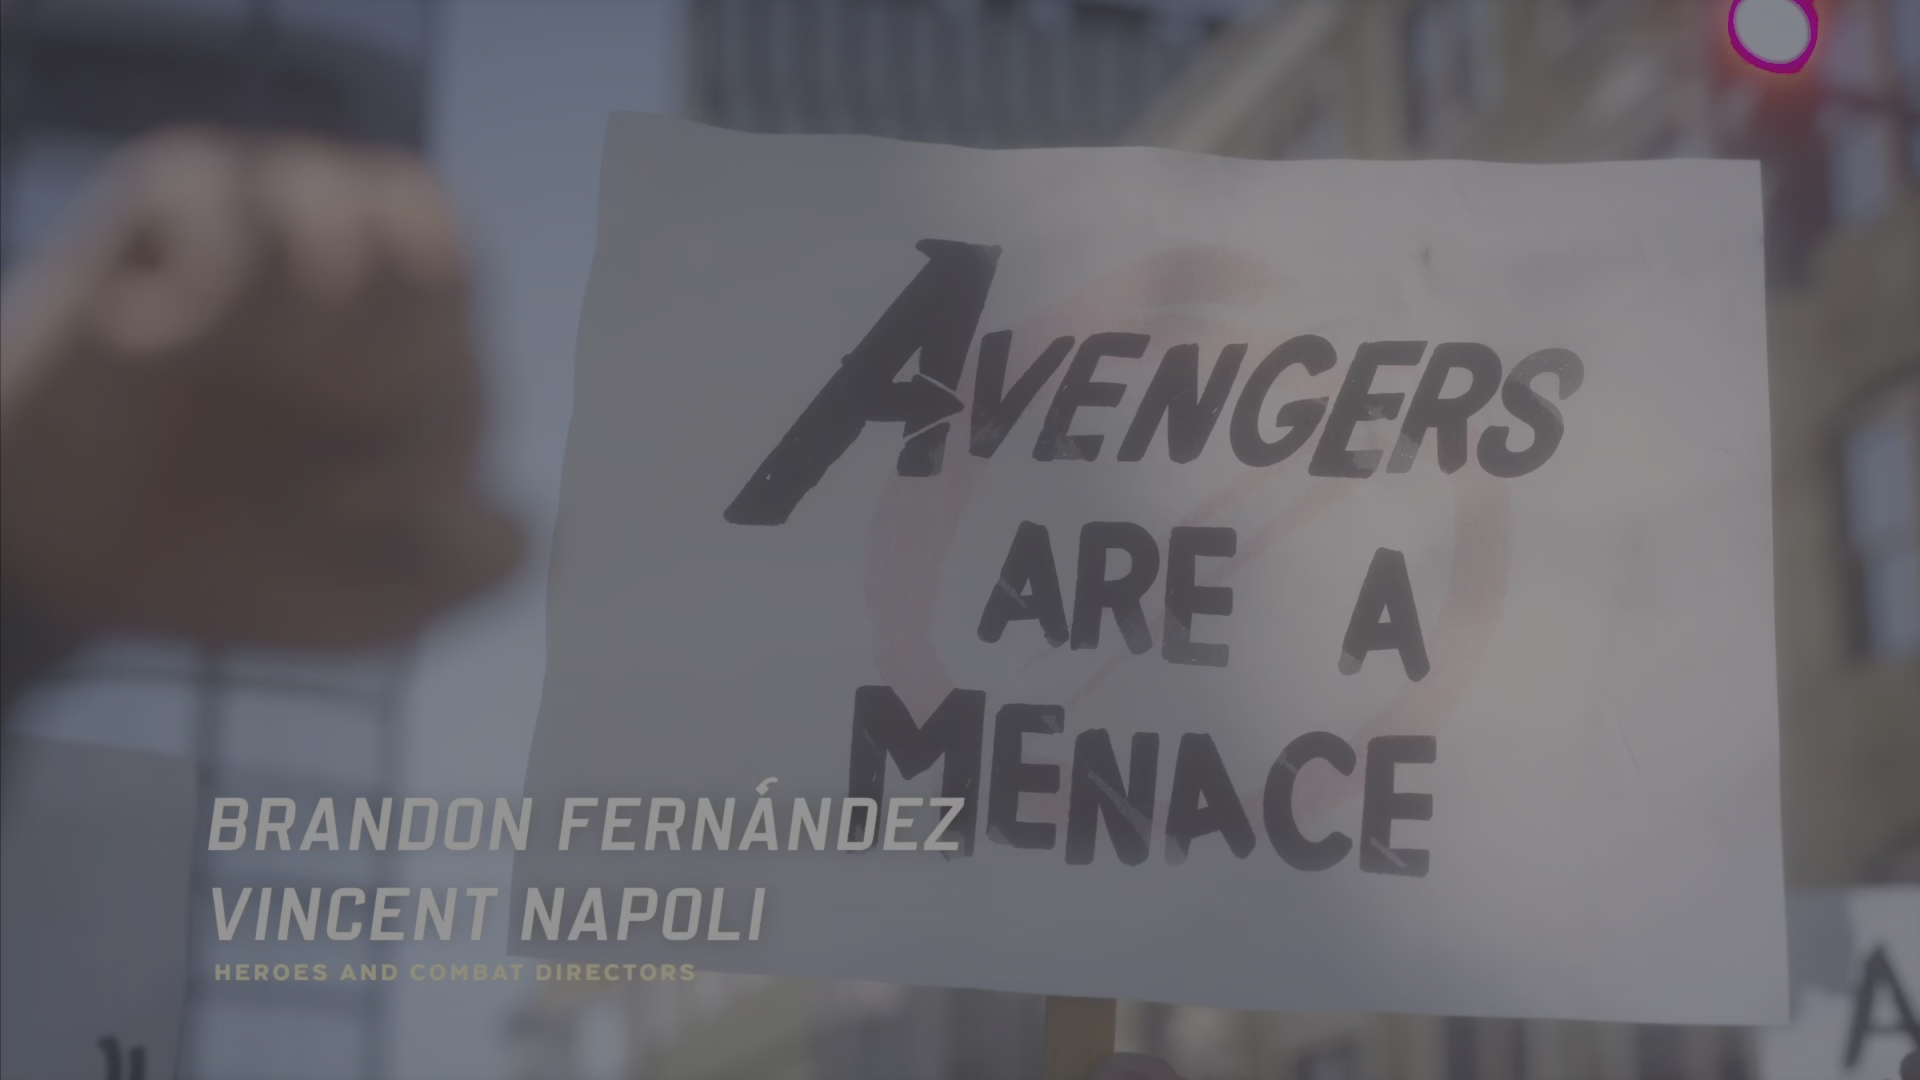 AVENGERS
ARE A
MENACE
BRANDON FERNÁNDEZ
VINCENT NAPOLI
HEROES AND COMBAT DIRECTORS
A